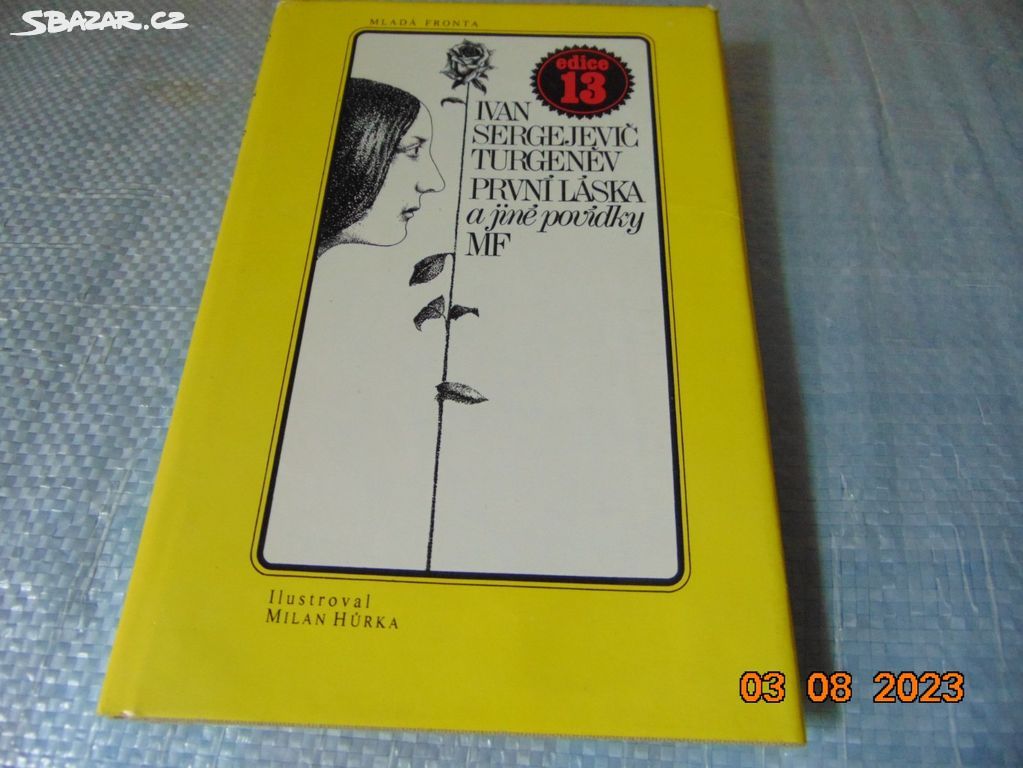 SBAZAR.CZ
MLADÁ FRONTA
edice
13
IVAN
SERGEJEVIČ
TURGENĚV
PRVNÍ LÁSKA
a jiné povídky
MF
Ilustroval
MILAN HŮRKA
03 08 2023